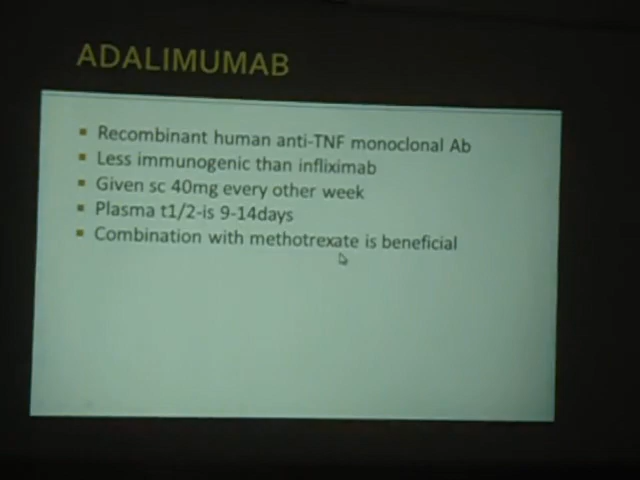 ADALIMUMAB
Recombinant human anti-TNF monoclonal Ab
Less immunogenic than infliximab
Given sc 40mg every other week
Plasma t1/2-is 9-14days
Combination with methotrexate is beneficial